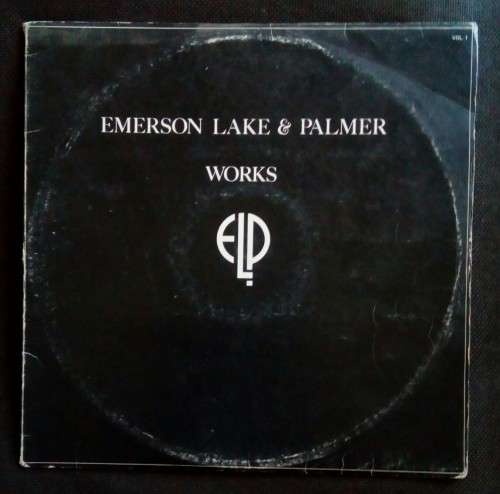 VOL. 1
EMERSON LAKE & PALMER
WORKS
ELP